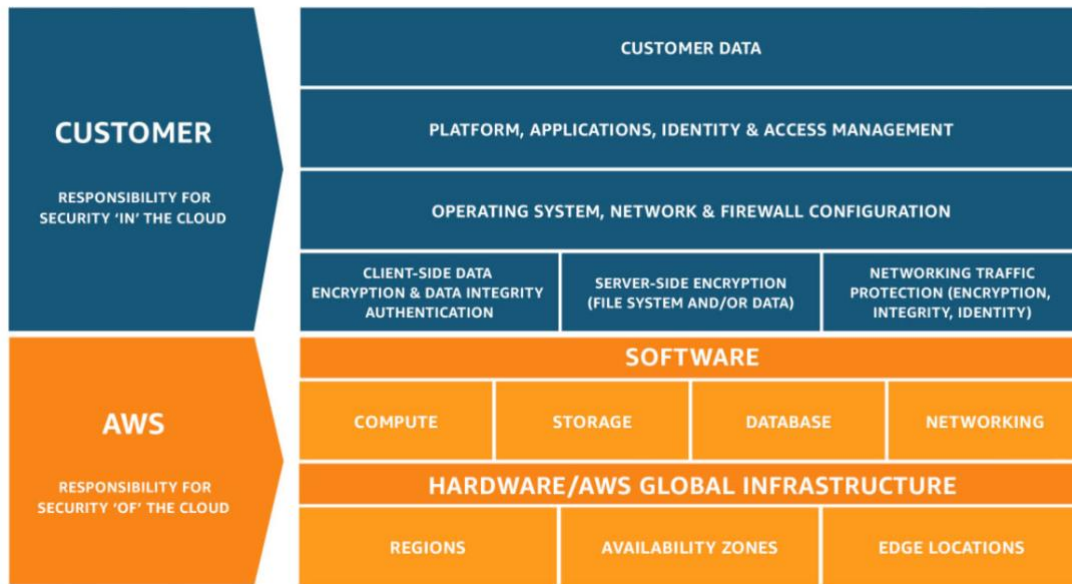 CUSTOMER
RESPONSIBILITY FOR
SECURITY ‘IN’ THE CLOUD
CUSTOMER DATA
PLATFORM, APPLICATIONS, IDENTITY & ACCESS MANAGEMENT
OPERATING SYSTEM, NETWORK & FIREWALL CONFIGURATION
CLIENT-SIDE DATA
ENCRYPTION & DATA INTEGRITY
AUTHENTICATION
SERVER-SIDE ENCRYPTION
(FILE SYSTEM AND/OR DATA)
NETWORKING TRAFFIC
PROTECTION (ENCRYPTION,
INTEGRITY, IDENTITY)
AWS
RESPONSIBILITY FOR
SECURITY ‘OF’ THE CLOUD
SOFTWARE
COMPUTE
STORAGE
DATABASE
NETWORKING
HARDWARE/AWS GLOBAL INFRASTRUCTURE
REGIONS
AVAILABILITY ZONES
EDGE LOCATIONS